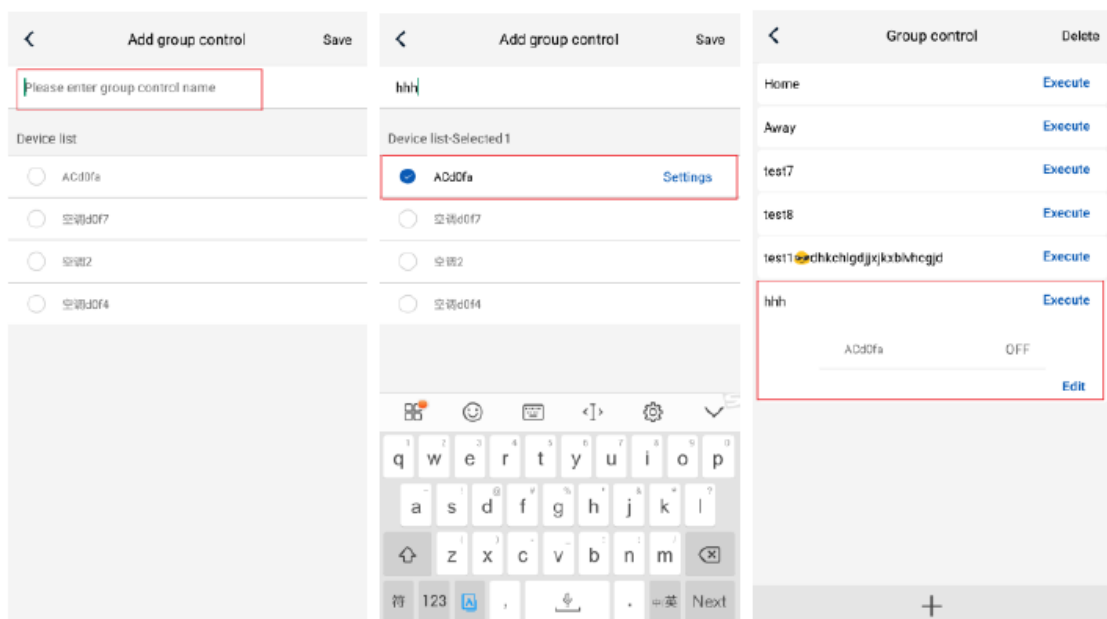 Add group control
Save
Please enter group control name
Device list
ACd0fa
空调d0f7
空调2
空调d0f4
Add group control
Save
hhh
Device list-Selected 1
ACd0fa
Settings
空调d0f7
空调2
空调d0f4
q w e r t y u i o p
a s d f g h j k l
z x c v b n m
符 123 , . 中/英 Next
Group control
Delete
Home
Execute
Away
Execute
test7
Execute
test8
Execute
Execute
hhh
Execute
ACd0fa
OFF
Edit